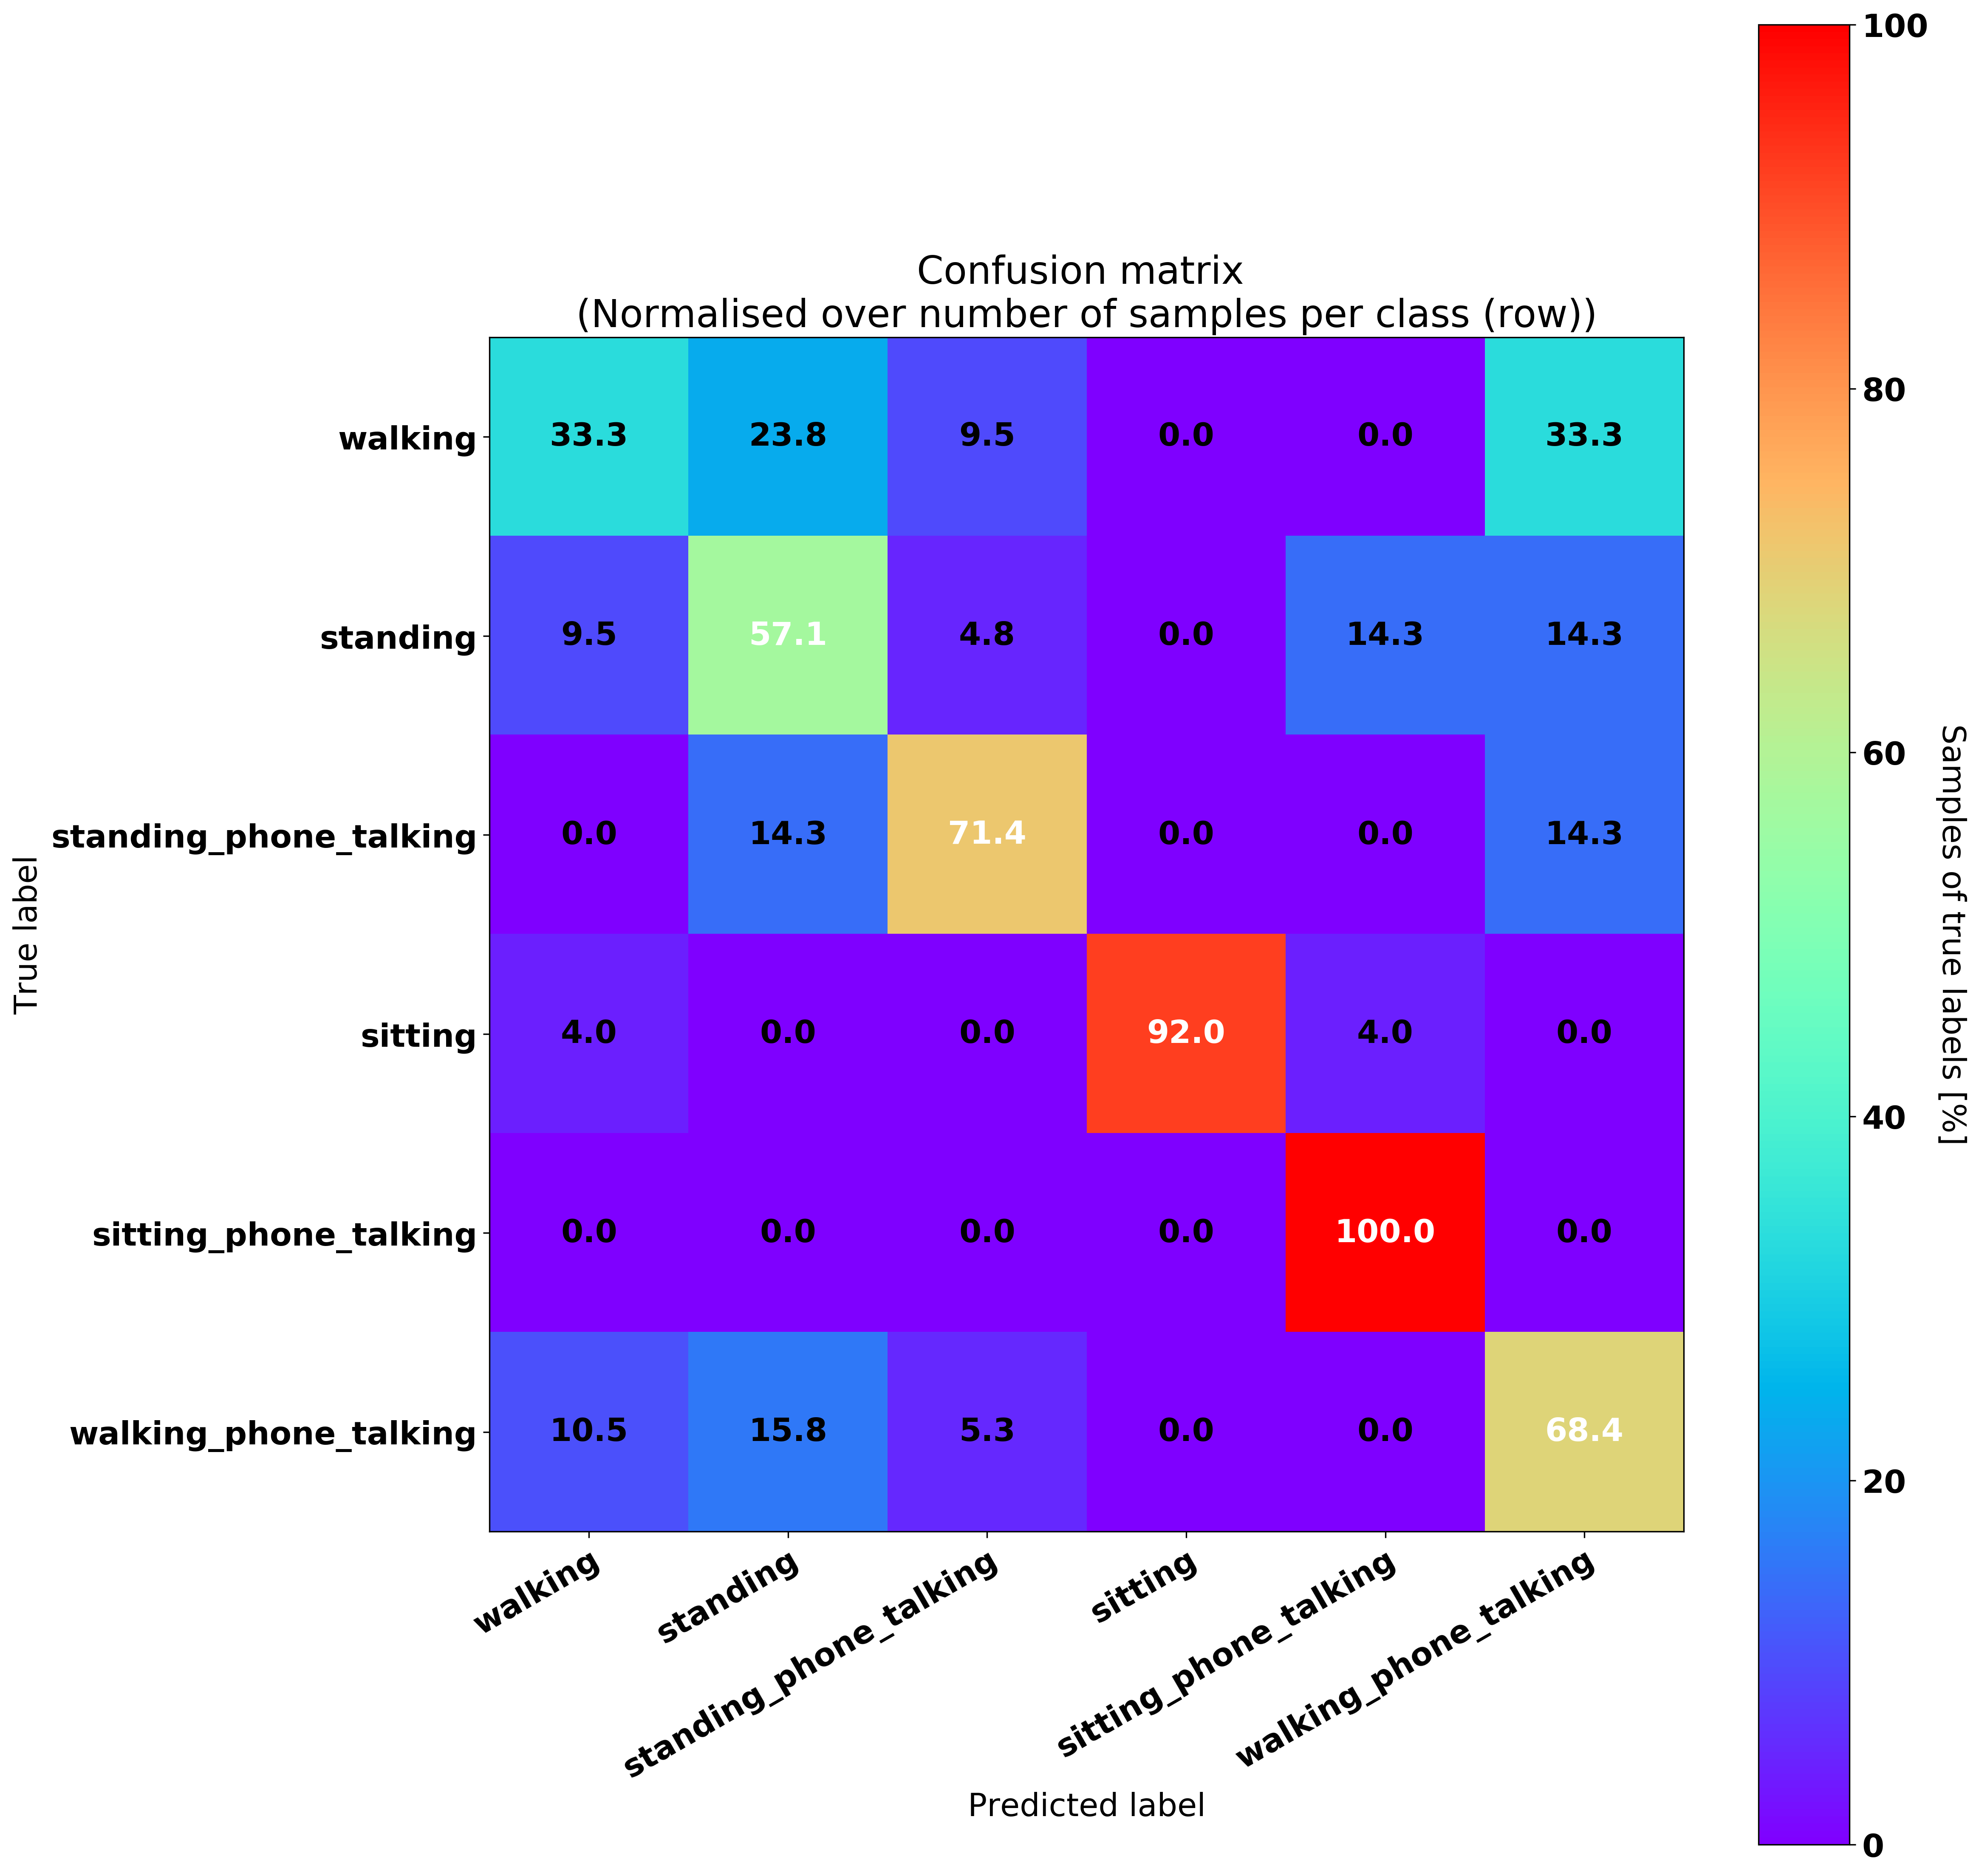 Confusion matrix
(Normalised over number of samples per class (row))
True label
walking 33.3 23.8 9.5 0.0 0.0 33.3
standing 9.5 57.1 4.8 0.0 14.3 14.3
standing_phone_talking 0.0 14.3 71.4 0.0 0.0 14.3
sitting 4.0 0.0 0.0 92.0 4.0 0.0
sitting_phone_talking 0.0 0.0 0.0 0.0 100.0 0.0
walking_phone_talking 10.5 15.8 5.3 0.0 0.0 68.4
walking
standing
standing_phone_talking
sitting
sitting_phone_talking
walking_phone_talking
Predicted label
100
80
60
40
20
0
Samples of true labels [%]